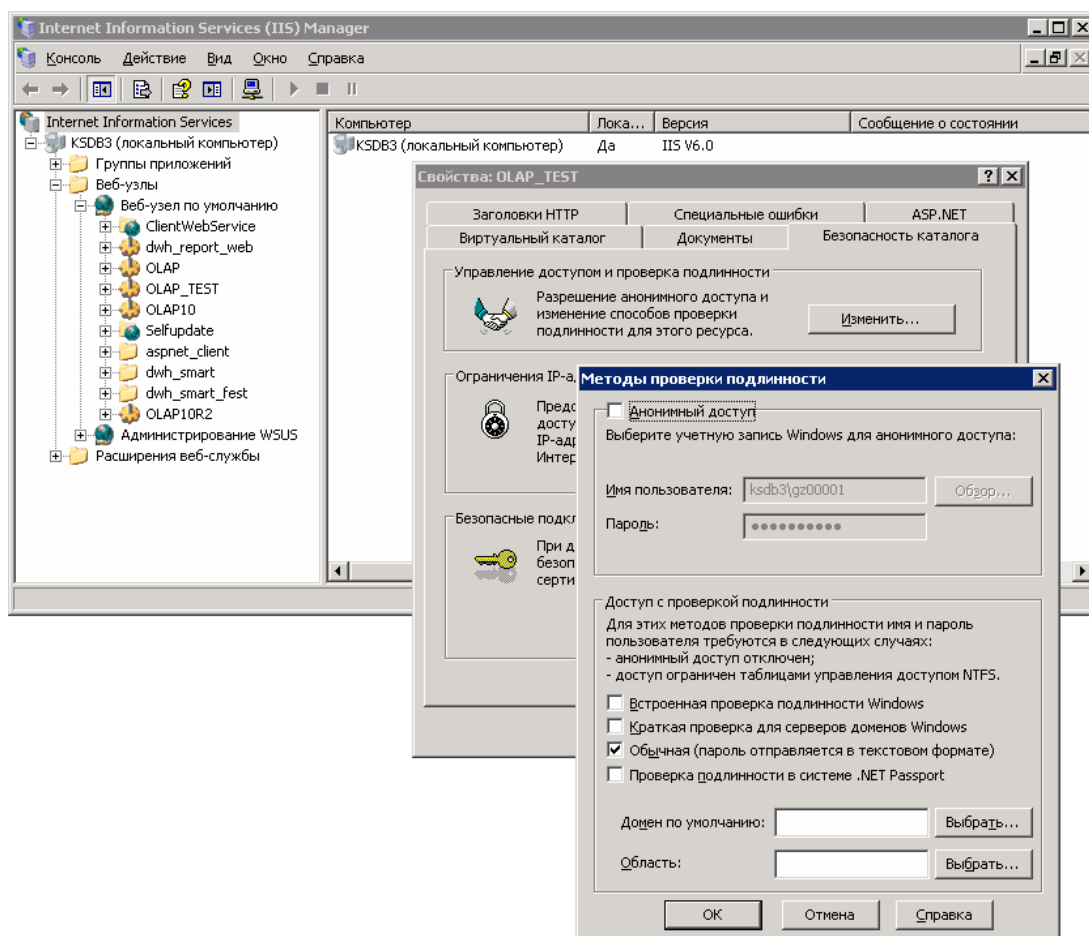 Internet Information Services (IIS) Manager
Консоль Действие Вид Окно Справка
Internet Information Services
KSDB3 (локальный компьютер)
Группы приложений
Веб-узлы
Веб-узел по умолчанию
ClientWebService
dwh_report_web
OLAP
OLAP_TEST
OLAP10
Selfupdate
aspnet_client
dwh_smart
dwh_smart_fest
OLAP10R2
Администрирование WSUS
Расширения веб-службы
Компьютер Лока... Версия Сообщение о состоянии
KSDB3 (локальный компьютер) Да IIS V6.0
Свойства: OLAP_TEST
Заголовки HTTP Специальные ошибки ASP.NET
Виртуальный каталог Документы Безопасность каталога
Управление доступом и проверка подлинности
Разрешение анонимного доступа и
изменение способов проверки
подлинности для этого ресурса.
Изменить...
Ограничения IP-а
Предо
досту
IP-адр
Интер
Безопасные подкл
При д
безоп
серти
Методы проверки подлинности
Анонимный доступ
Выберите учетную запись Windows для анонимного доступа:
Имя пользователя: ksdb3\gz00001 Обзор...
Пароль: ●●●●●●●●●●
Доступ с проверкой подлинности
Для этих методов проверки подлинности имя и пароль
пользователя требуются в следующих случаях:
- анонимный доступ отключен;
- доступ ограничен таблицами управления доступом NTFS.
Встроенная проверка подлинности Windows
Краткая проверка для серверов доменов Windows
Обычная (пароль отправляется в текстовом формате)
Проверка подлинности в системе .NET Passport
Домен по умолчанию: Выбрать...
Область: Выбрать...
OK Отмена Справка